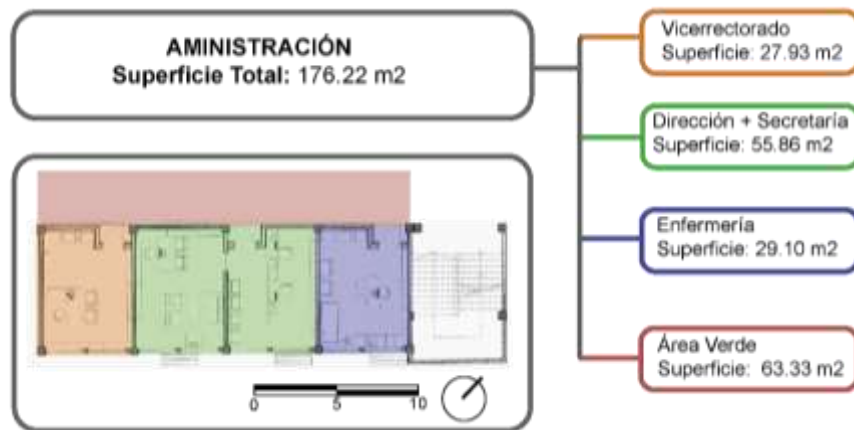 AMINISTRACIÓN
Superficie Total: 176.22 m2
Vicerrectorado
Superficie: 27.93 m2
Dirección + Secretaría
Superficie: 55.86 m2
Enfermería
Superficie: 29.10 m2
Área Verde
Superficie: 63.33 m2
0 5 10